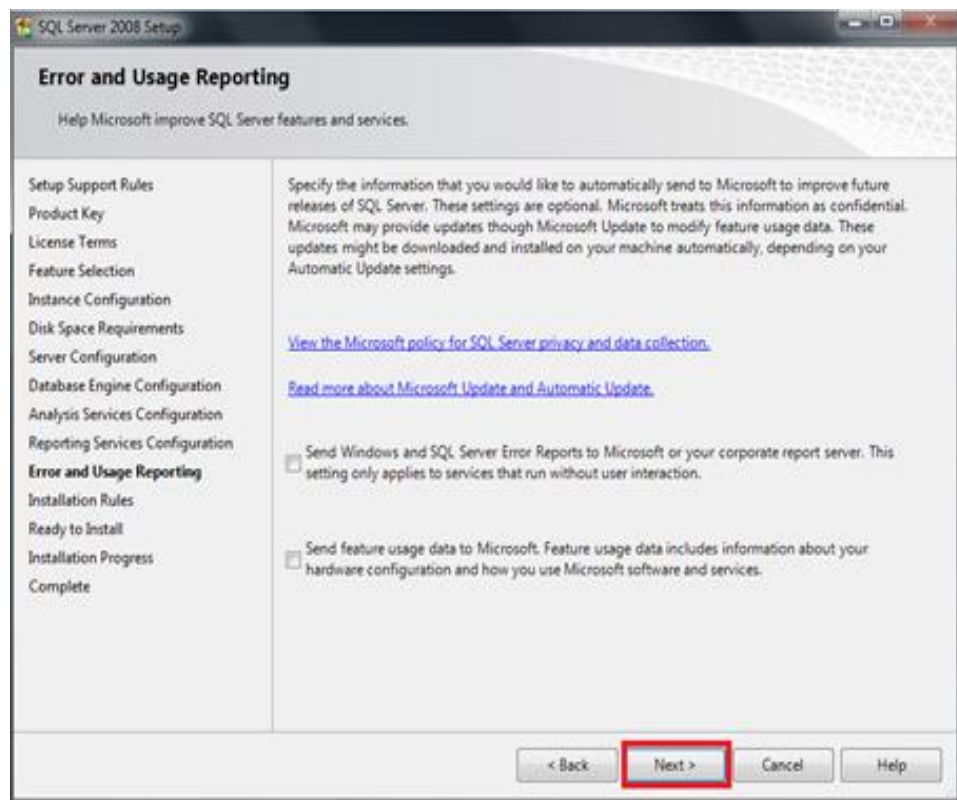 SQL Server 2008 Setup
Error and Usage Reporting
Help Microsoft improve SQL Server features and services.
Setup Support Rules
Product Key
License Terms
Feature Selection
Instance Configuration
Disk Space Requirements
Server Configuration
Database Engine Configuration
Analysis Services Configuration
Reporting Services Configuration
Error and Usage Reporting
Installation Rules
Ready to Install
Installation Progress
Complete
Specify the information that you would like to automatically send to Microsoft to improve future
releases of SQL Server. These settings are optional. Microsoft treats this information as confidential.
Microsoft may provide updates though Microsoft Update to modify feature usage data. These
updates might be downloaded and installed on your machine automatically, depending on your
Automatic Update settings.
View the Microsoft policy for SQL Server privacy and data collection.
Read more about Microsoft Update and Automatic Update.
Send Windows and SQL Server Error Reports to Microsoft or your corporate report server. This
setting only applies to services that run without user interaction.
Send feature usage data to Microsoft. Feature usage data includes information about your
hardware configuration and how you use Microsoft software and services.
< Back
Next >
Cancel
Help